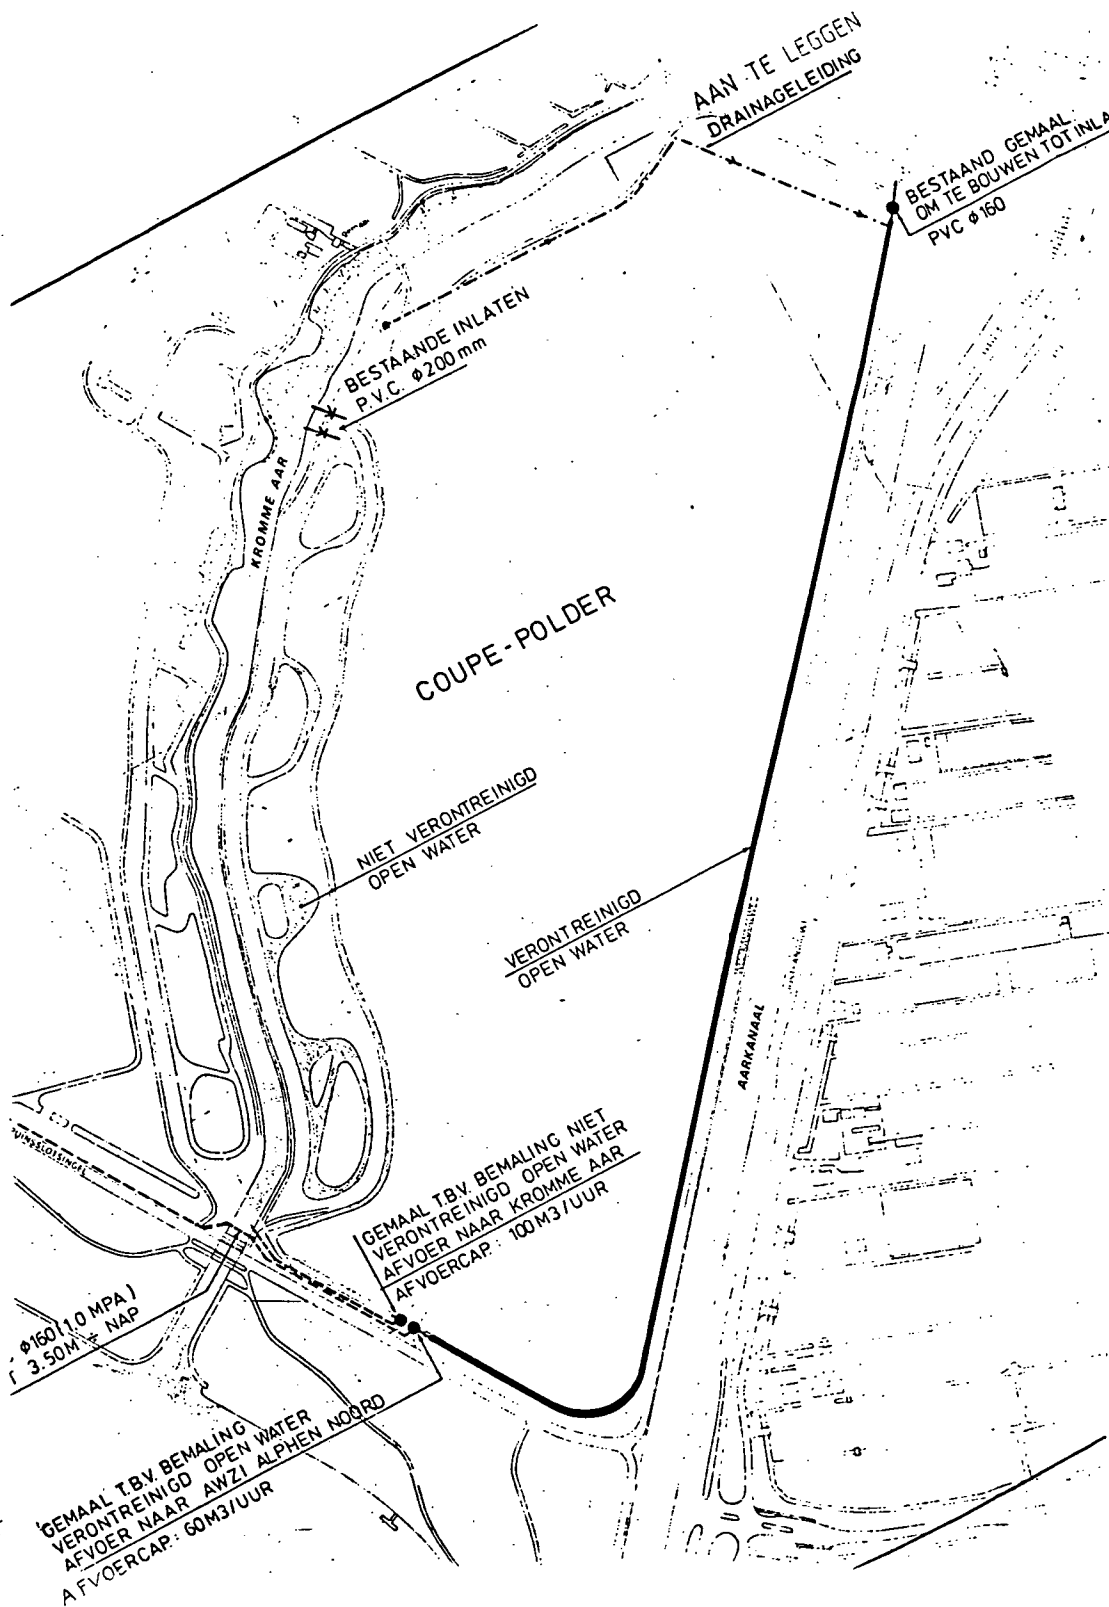 AAN TE LEGGEN
DRAINAGELEIDING
BESTAAND GEMAAL
OM TE BOUWEN TOT INLA
PVC ϕ160
BESTAANDE INLATEN
P.V.C. ϕ200mm
KROMME AAR
COUPE-POLDER
NIET VERONTREINIGD
OPEN WATER
VERONTREINIGD
OPEN WATER
AARKANAAL
GEMAAL T.B.V. BEMALING NIET
VERONTREINIGD OPEN WATER
AFVOER NAAR KROMME AAR
AFVOERCAP.: 100M3/UUR
ϕ160(1.0 MPA)
3.50M - NAP
GEMAAL T.B.V. BEMALING
VERONTREINIGD OPEN WATER
AFVOER NAAR AWZI ALPHEN NOORD
AFVOERCAP.: 60M3/UUR